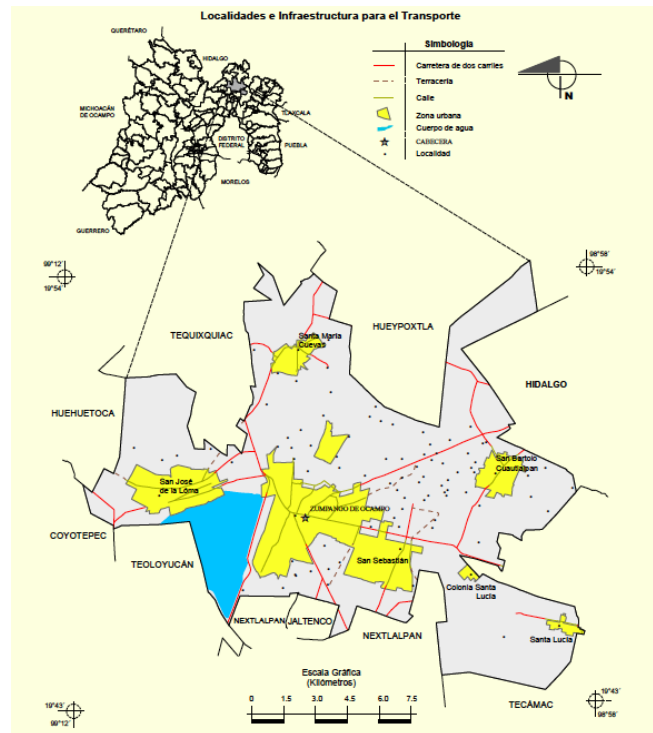 Localidades e Infraestructura para el Transporte
QUERÉTARO
HIDALGO
MICHOACÁN
DE OCAMPO
TLAXCALA
DISTRITO
FEDERAL
PUEBLA
MORELOS
GUERRERO
Simbología
Carretera de dos carriles
Terracería
Calle
Zona urbana
Cuerpo de agua
CABECERA
Localidad
N
99°12´
19°54´
98°58´
19°54´
TEQUIXQUIAC
HUEYPOXTLA
Santa María
Cuevas
HIDALGO
HUEHUETOCA
San Bartolo
Cuautlalpan
San José
de la Loma
ZUMPANGO DE OCAMPO
COYOTEPEC
TEOLOYUCÁN
San Sebastián
Colonia Santa
Lucía
NEXTLALPAN
JALTENCO
NEXTLALPAN
Santa Lucía
Escala Gráfica
(Kilómetros)
0 1.5 3.0 4.5 6.0 7.5
TECÁMAC
19°43´
99°12´
19°43´
98°58´